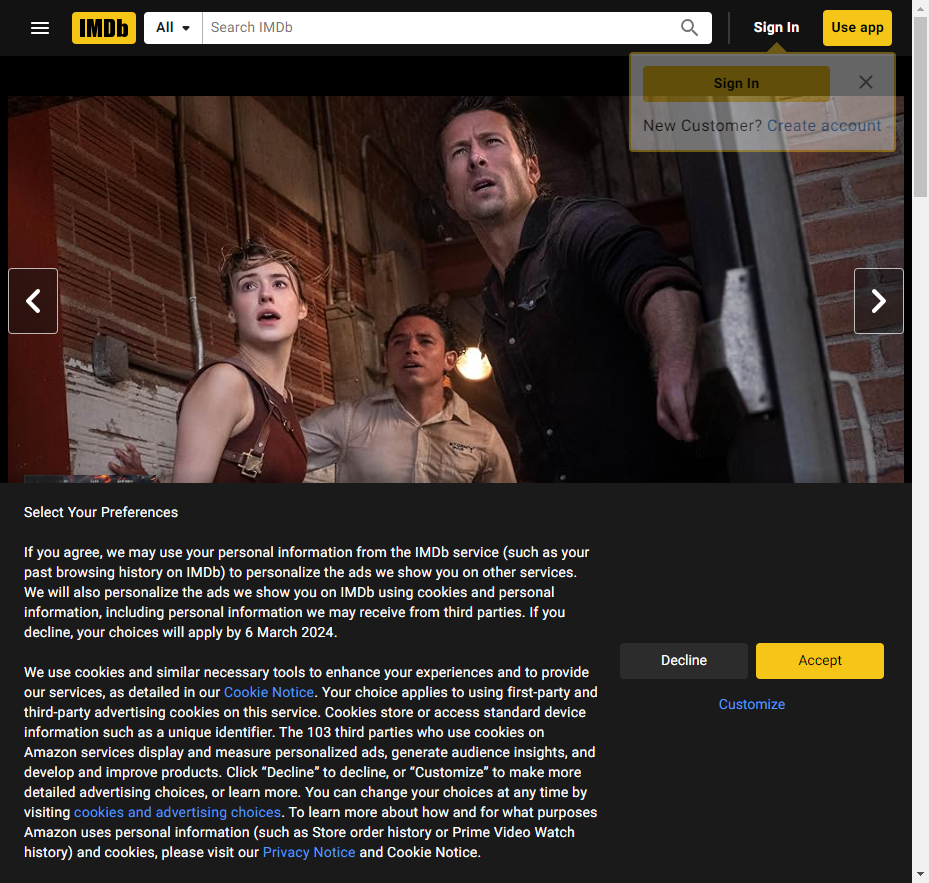 IMDb
All
Search IMDb
Sign In
Use app
Sign In
New Customer? Create account
Select Your Preferences
If you agree, we may use your personal information from the IMDb service (such as your
past browsing history on IMDb) to personalize the ads we show you on other services.
We will also personalize the ads we show you on IMDb using cookies and personal
information, including personal information we may receive from third parties. If you
decline, your choices will apply by 6 March 2024.
We use cookies and similar necessary tools to enhance your experiences and to provide
our services, as detailed in our Cookie Notice. Your choice applies to using first-party and
third-party advertising cookies on this service. Cookies store or access standard device
information such as a unique identifier. The 103 third parties who use cookies on
Amazon services display and measure personalized ads, generate audience insights, and
develop and improve products. Click “Decline” to decline, or “Customize” to make more
detailed advertising choices, or learn more. You can change your choices at any time by
visiting cookies and advertising choices. To learn more about how and for what purposes
Amazon uses personal information (such as Store order history or Prime Video Watch
history) and cookies, please visit our Privacy Notice and Cookie Notice.
Decline
Accept
Customize